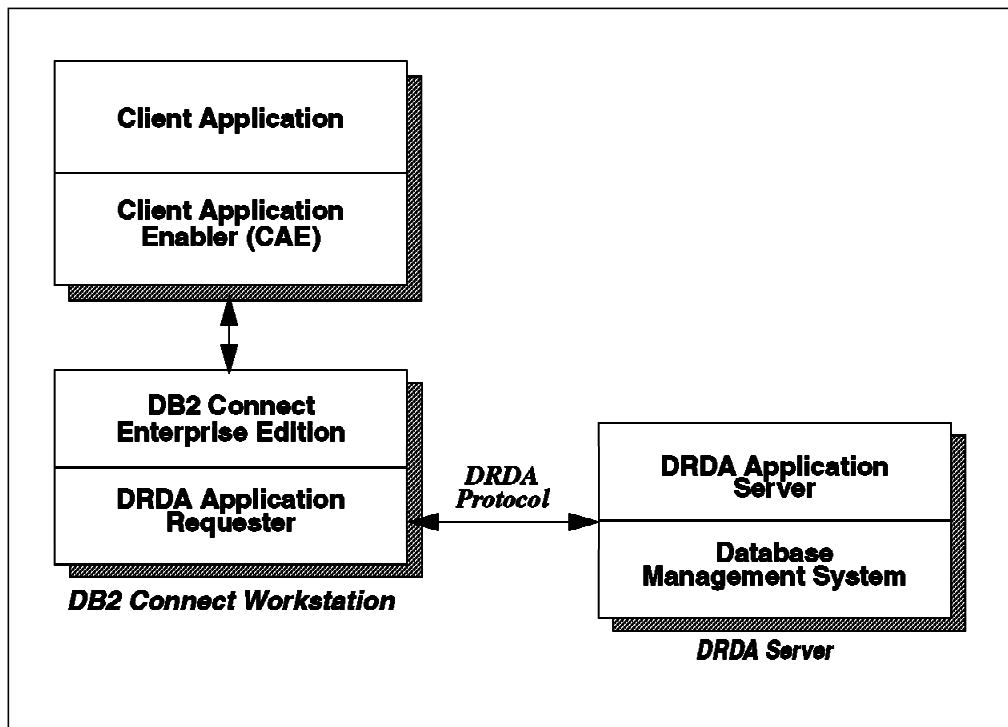 Client Application
Client Application
Enabler (CAE)
DB2 Connect
Enterprise Edition
DRDA Application
Requester
DB2 Connect Workstation
DRDA
Protocol
DRDA Application
Server
Database
Management System
DRDA Server